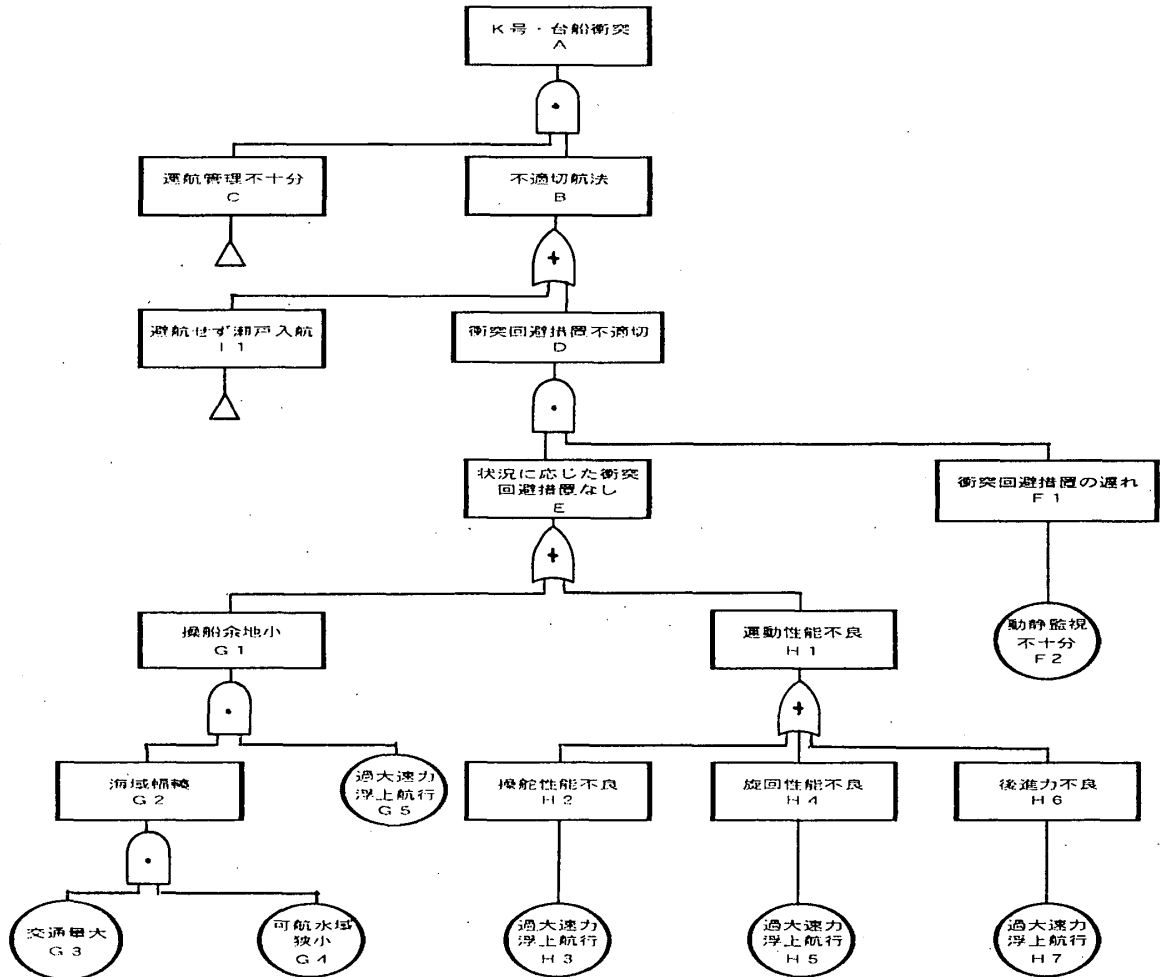 K号・台船衝突
A
運航管理不十分
C
不適切航法
B
避航せず瀬戸入航
I 1
衝突回避措置不適切
D
状況に応じた衝突
回避措置なし
E
衝突回避措置の遅れ
F 1
操船余地小
G 1
運動性能不良
H 1
動静監視
不十分
F 2
海域輻輳
G 2
過大速力
浮上航行
G 5
操舵性能不良
H 2
旋回性能不良
H 4
後進力不良
H 6
交通量大
G 3
可航水域
狭小
G 4
過大速力
浮上航行
H 3
過大速力
浮上航行
H 5
過大速力
浮上航行
H 7